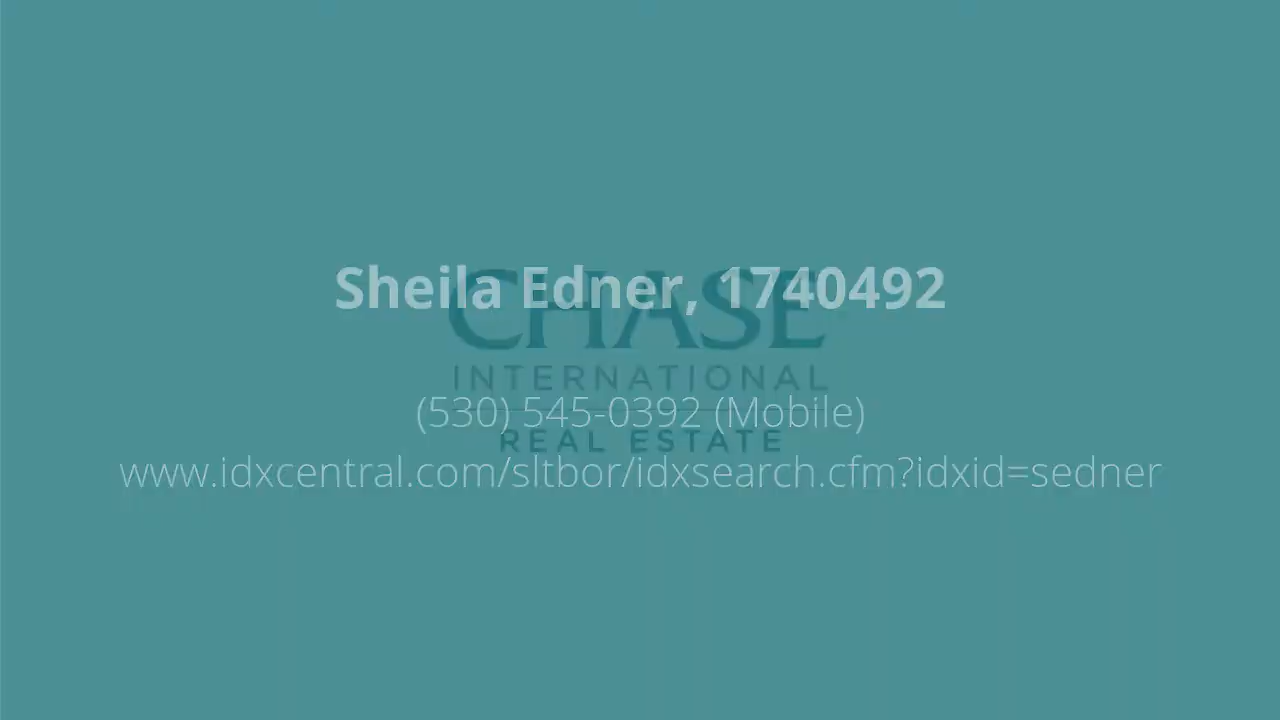 Sheila Edner, 1740492
CHASE
INTERNATIONAL
(530) 545-0392 (Mobile)
REAL ESTATE
www.idxcentral.com/sltbor/idxsearch.cfm?idxid=sedner